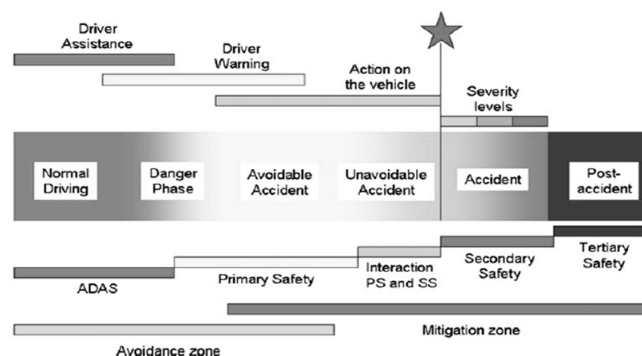 Driver
Assistance
Driver
Warning
Action on
the vehicle
Severity
levels
Normal
Driving
Danger
Phase
Avoidable
Accident
Unavoidable
Accident
Accident
Post-
accident
ADAS
Primary Safety
Interaction
PS and SS
Secondary
Safety
Tertiary
Safety
Avoidance zone
Mitigation zone